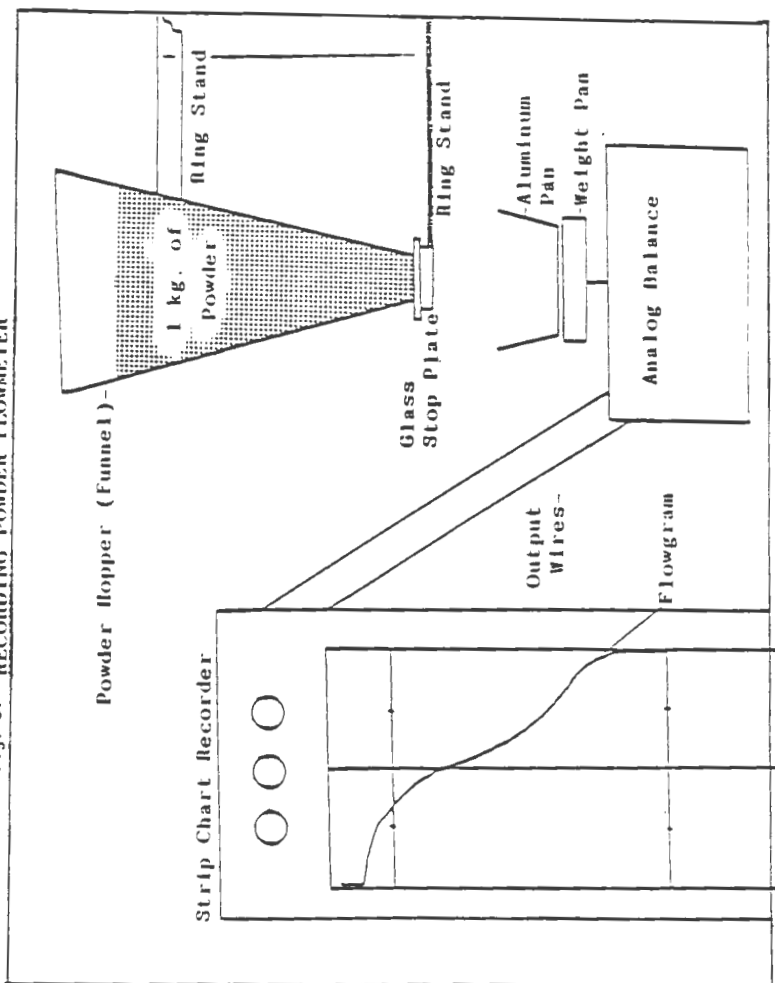 RECORDING POWDER FLOWMETER
Powder Hopper (Funnel)-
Ring Stand
1 kg. of
Powder
Glass
Stop Plate
Ring Stand
-Aluminum
Pan
-Weight Pan
Analog Balance
Strip Chart Recorder
Output
Wires-
Flowgram